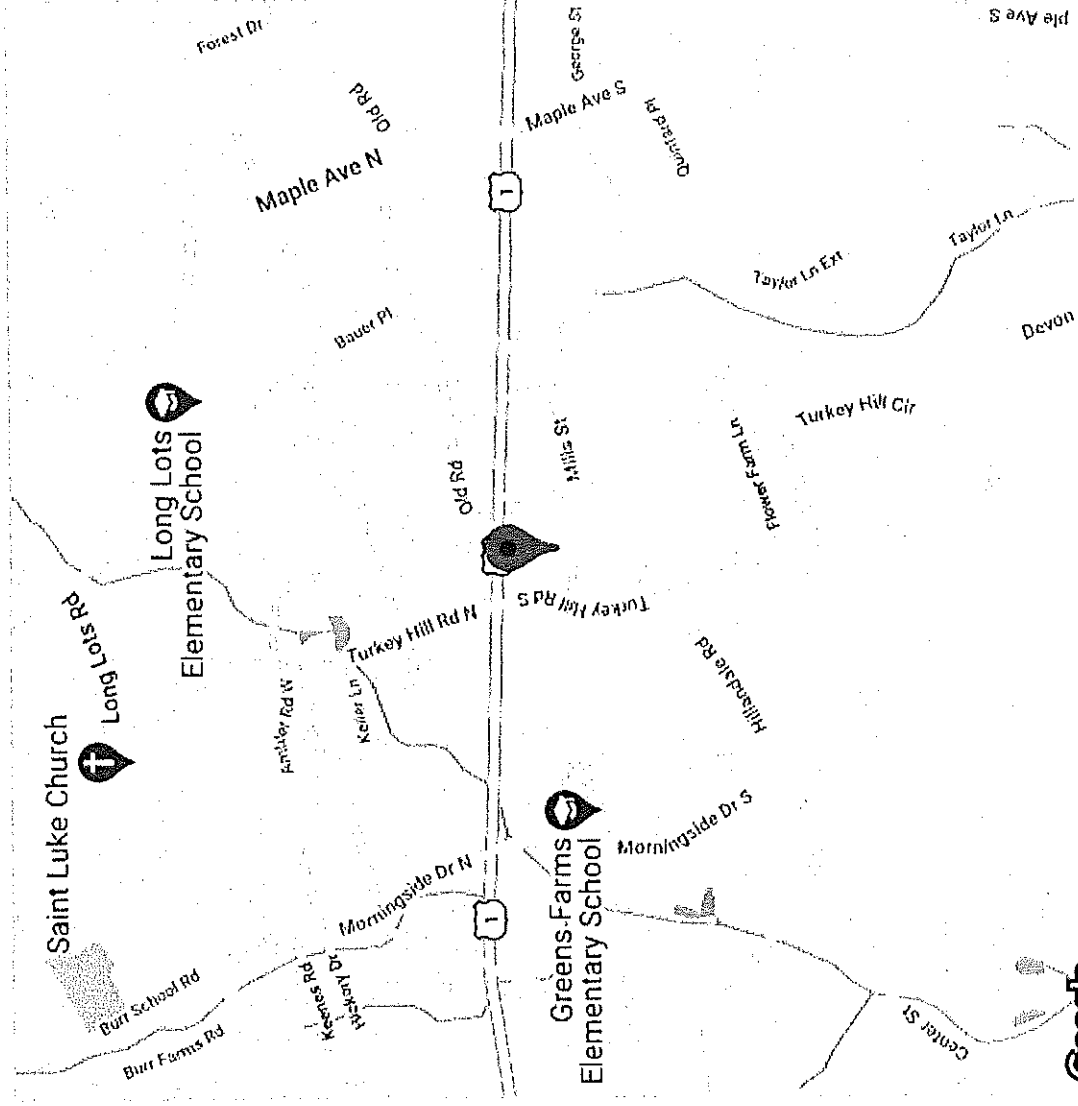 Forest Dr
ple Ave S
George St
Old Rd
Maple Ave S
Maple Ave N
Quintard Pl
1
Taylor Ln
Taylor Ln Ext
Bauer Pl
Devon
Long Lots
Elementary School
Turkey Hill Cir
Mills St
Old Rd
Flower Farm Ln
Long Lots Rd
Turkey Hill Rd N
Turkey Hill Rd S
Saint Luke Church
Keller Ln
Hillandale Rd
Morningside Dr N
Morningside Dr S
Greens-Farms
Elementary School
1
Burr School Rd
Keenes Rd
Hickory Dr
Burr Farms Rd
Center St